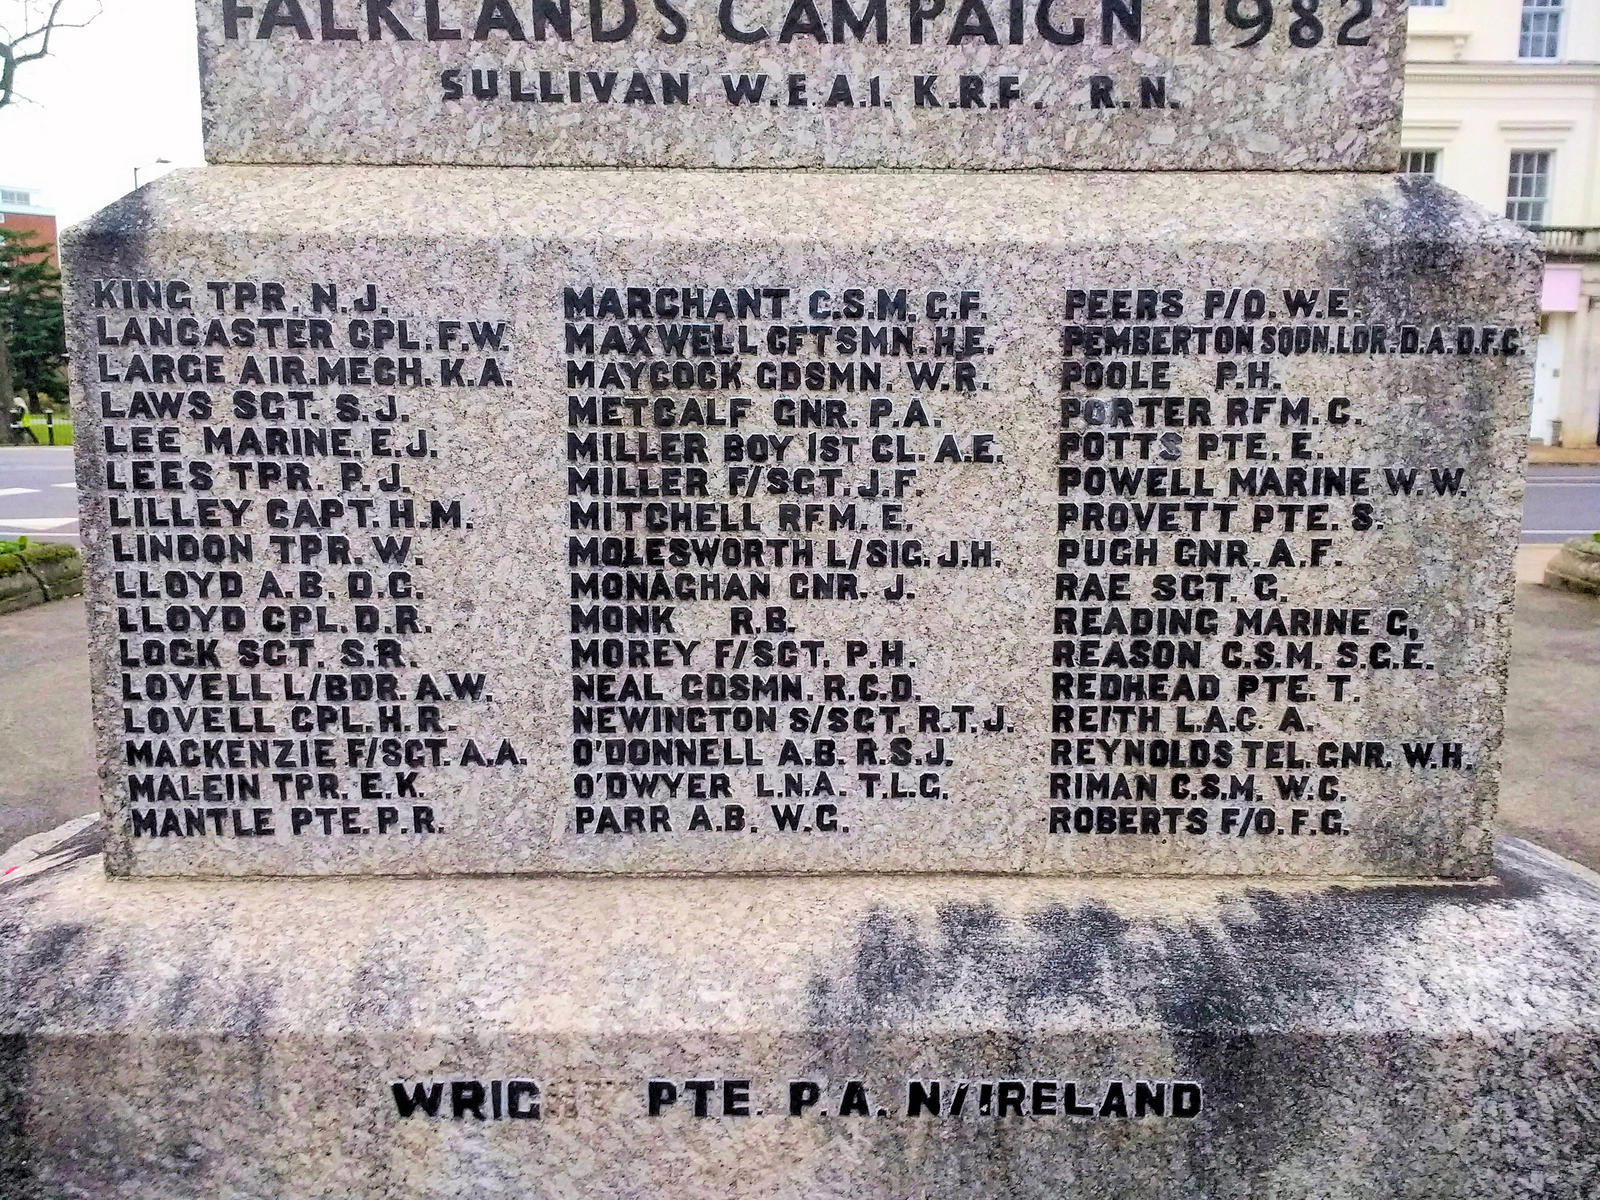 FALKLANDS CAMPAIGN 1982
SULLIVAN W.E.A.1. K.R.F. R.N.
KING TPR. N.J.
LANCASTER CPL. F.W.
LARGE AIR.MECH. K.A.
LAWS SGT. S.J.
LEE MARINE. E.J.
LEES TPR. P.J.
LILLEY CAPT. H.M.
LINDON TPR. W.
LLOYD A.B. D.G.
LLOYD CPL. D.R.
LOCK SGT. S.R.
LOVELL L/BDR. A.W.
LOVELL CPL. H.R.
MACKENZIE F/SGT. A.A.
MALEIN TPR. E.K.
MANTLE PTE. P.R.
MARCHANT C.S.M. G.F.
MAXWELL CFTSMN. H.E.
MAYCOCK GDSMN. W.R.
METCALF GNR. P.A.
MILLER BOY 1ST CL. A.E.
MILLER F/SGT. J.F.
MITCHELL RFM. E.
MOLESWORTH L/SIG. J.H.
MONAGHAN GNR. J.
MONK R.B.
MOREY F/SGT. P.H.
NEAL GDSMN. R.C.D.
NEWINGTON S/SGT. R.T.J.
O'DONNELL A.B. R.S.J.
O'DWYER L.N.A. T.L.G.
PARR A.B. W.G.
PEERS P/O. W.E.
PEMBERTON SQDN.LDR. D.A. D.F.C.
POOLE P.H.
PORTER RFM. C.
POTTS PTE. E.
POWELL MARINE W.W.
PROVETT PTE. S.
PUGH GNR. A.F.
RAE SGT. G.
READING MARINE C.
REASON C.S.M. S.G.E.
REDHEAD PTE. T.
REITH L.A.C. A.
REYNOLDS TEL. GNR. W.H.
RIMAN C.S.M. W.G.
ROBERTS F/O. F.G.
WRIG PTE. P.A. N/IRELAND